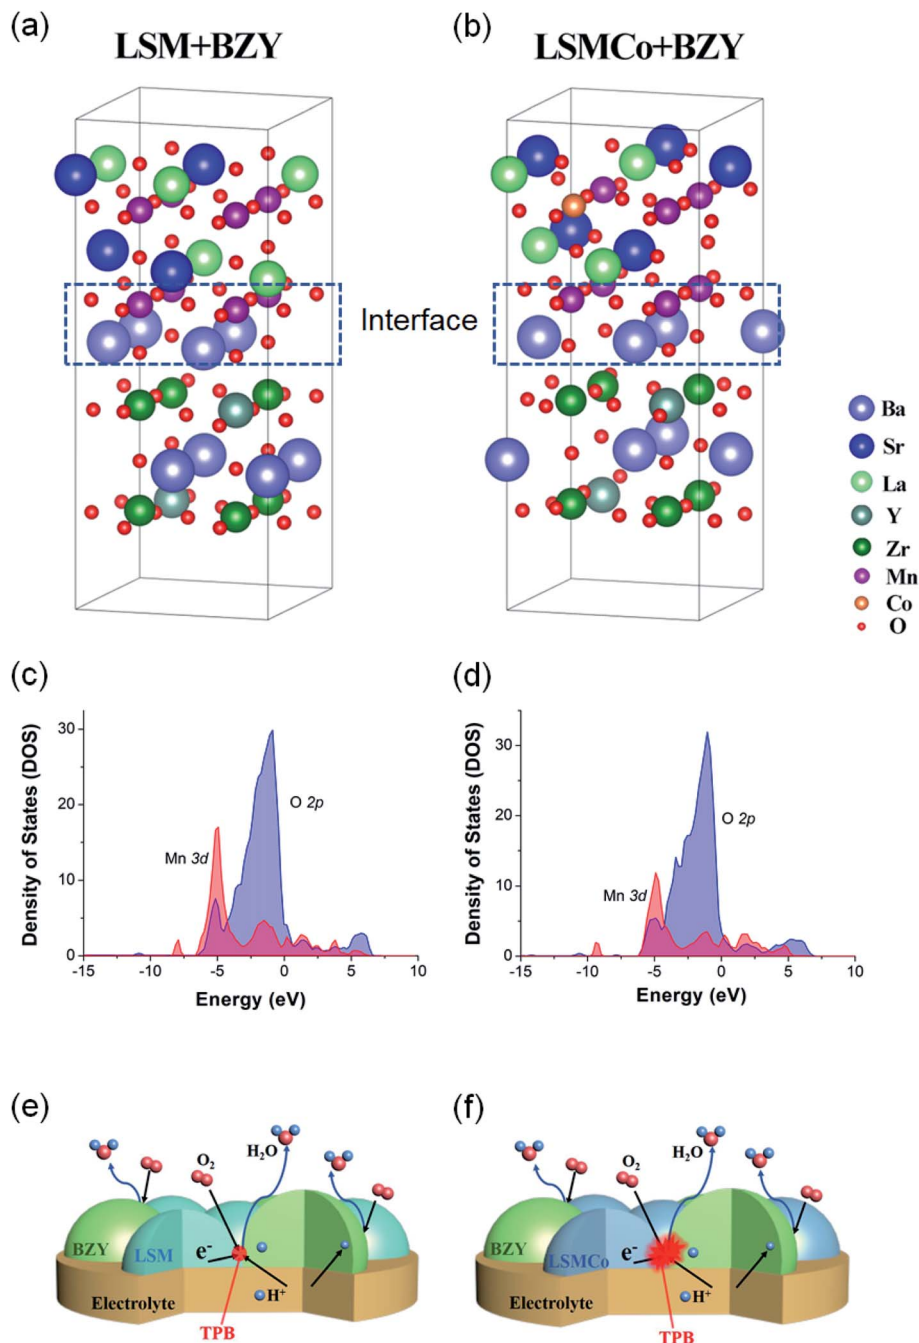 (a)
LSM+BZY
(b)
LSMCo+BZY
Interface
Ba
Sr
La
Y
Zr
Mn
Co
O
(c)
Density of States (DOS)
30
20
10
0
Mn 3d
O 2p
-15
-10
-5
0
5
10
Energy (eV)
(d)
Density of States (DOS)
30
20
10
0
Mn 3d
O 2p
-15
-10
-5
0
5
10
Energy (eV)
(e)
O2
H2O
BZY
LSM
e-
H+
Electrolyte
TPB
(f)
O2
H2O
BZY
LSMCo
e-
H+
Electrolyte
TPB